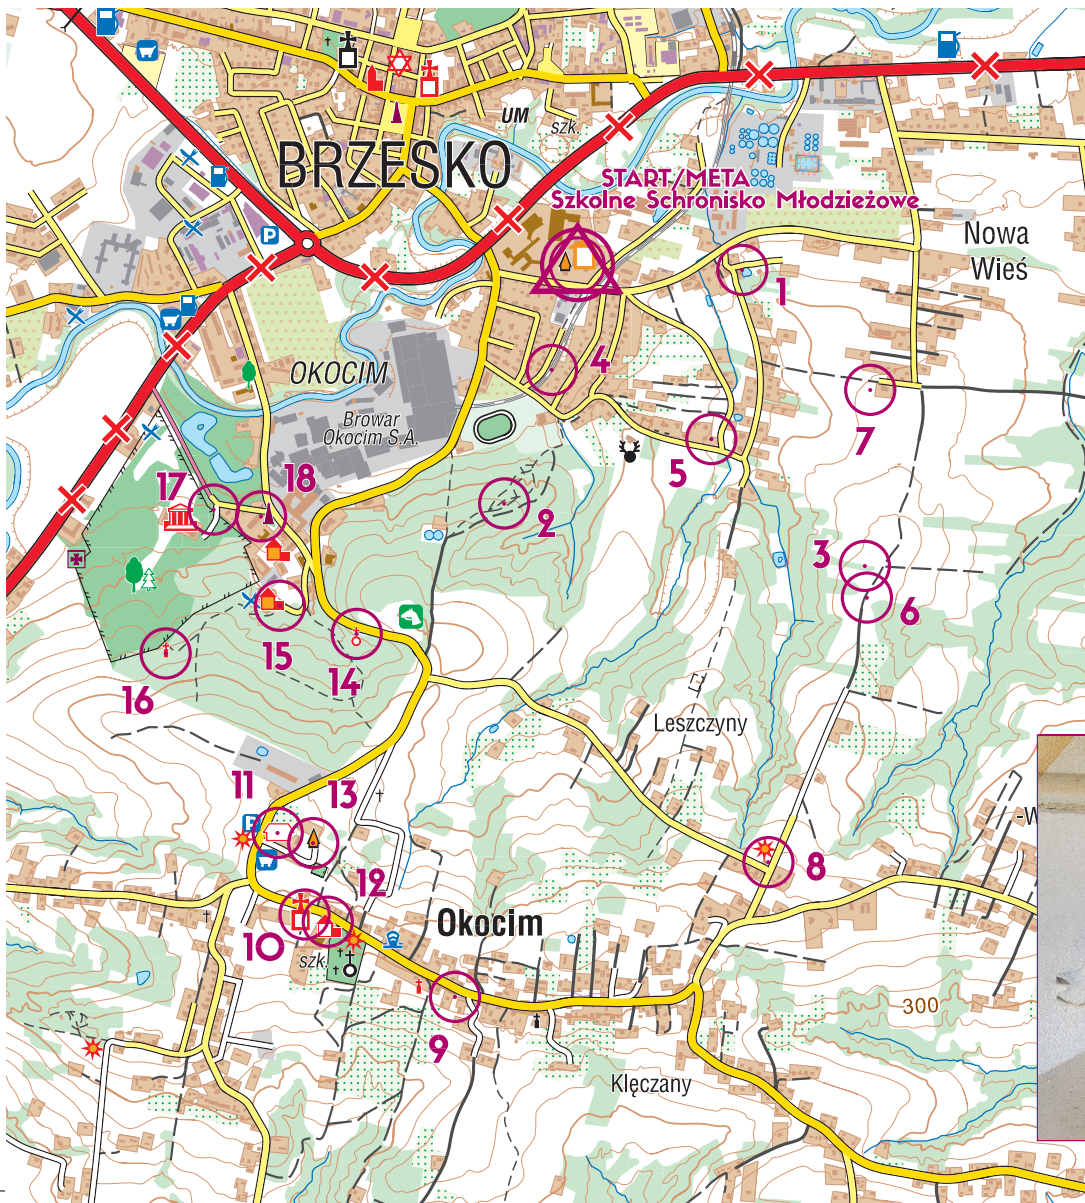 UM
szk.
BRZESKO
START/META
Szkolne Schronisko Młodzieżowe
P
Nowa
Wieś
1
OKOCIM
4
Browar
Okocim S.A.
7
5
17
18
2
3
6
15
14
16
Leszczyny
11
13
P
-W
8
12
Okocim
10
szk.
300
9
Klęczany